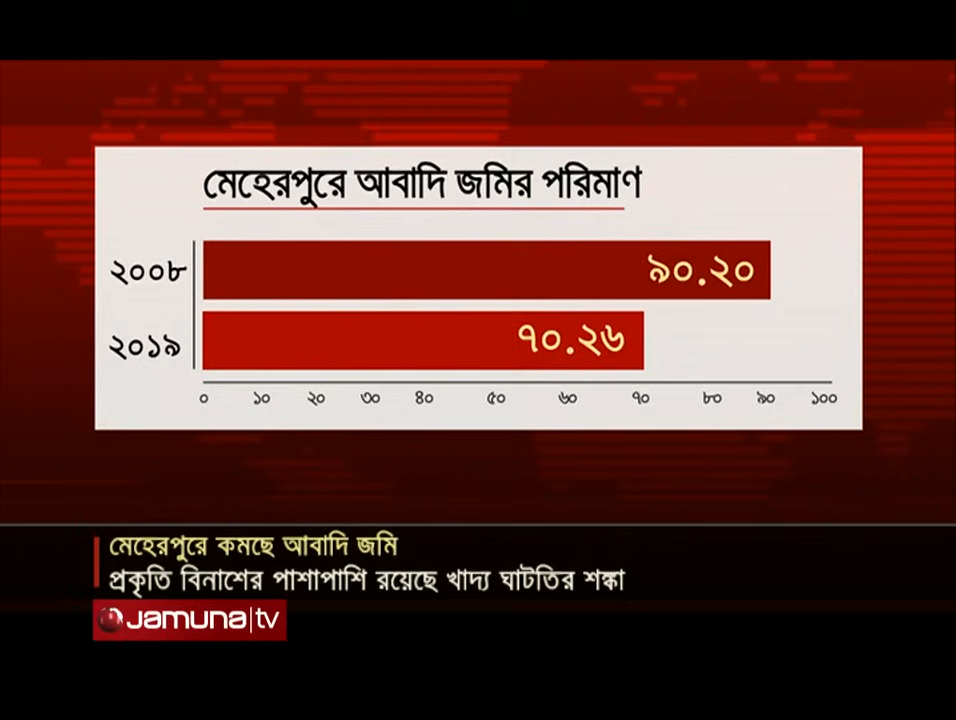 মেহেরপুরে আবাদি জমির পরিমাণ
২০০৮ ৯০.২০
২০১৯ ৭০.২৬
০ ১০ ২০ ৩০ ৪০ ৫০ ৬০ ৭০ ৮০ ৯০ ১০০
মেহেরপুরে কমছে আবাদি জমি
প্রকৃতি বিনাশের পাশাপাশি রয়েছে খাদ্য ঘাটতির শঙ্কা
Jamuna|tv